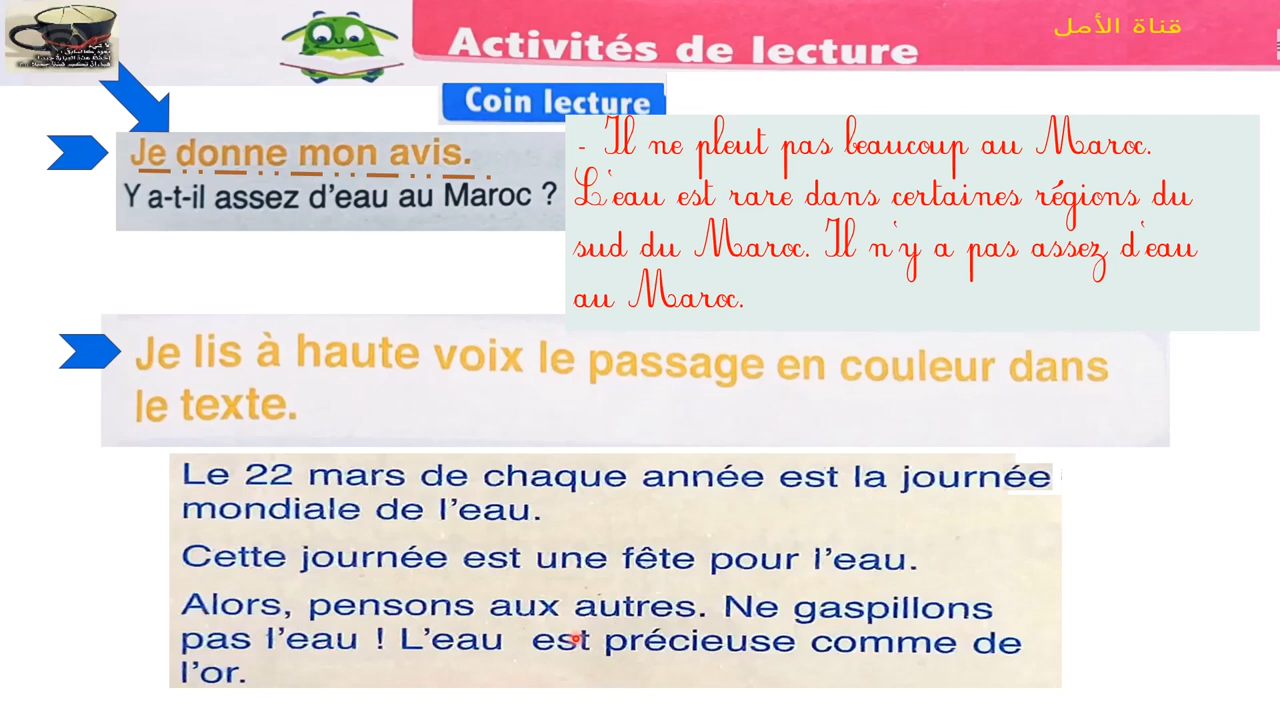 قناة الأمل
Activités de lecture
Coin lecture
Je donne mon avis.
Y a-t-il assez d'eau au Maroc ?
- Il ne pleut pas beaucoup au Maroc.
L'eau est rare dans certaines régions du
sud du Maroc. Il n'y a pas assez d'eau
au Maroc.
Je lis à haute voix le passage en couleur dans
le texte.
Le 22 mars de chaque année est la journée
mondiale de l'eau.
Cette journée est une fête pour l'eau.
Alors, pensons aux autres. Ne gaspillons
pas l'eau ! L'eau est précieuse comme de
l'or.